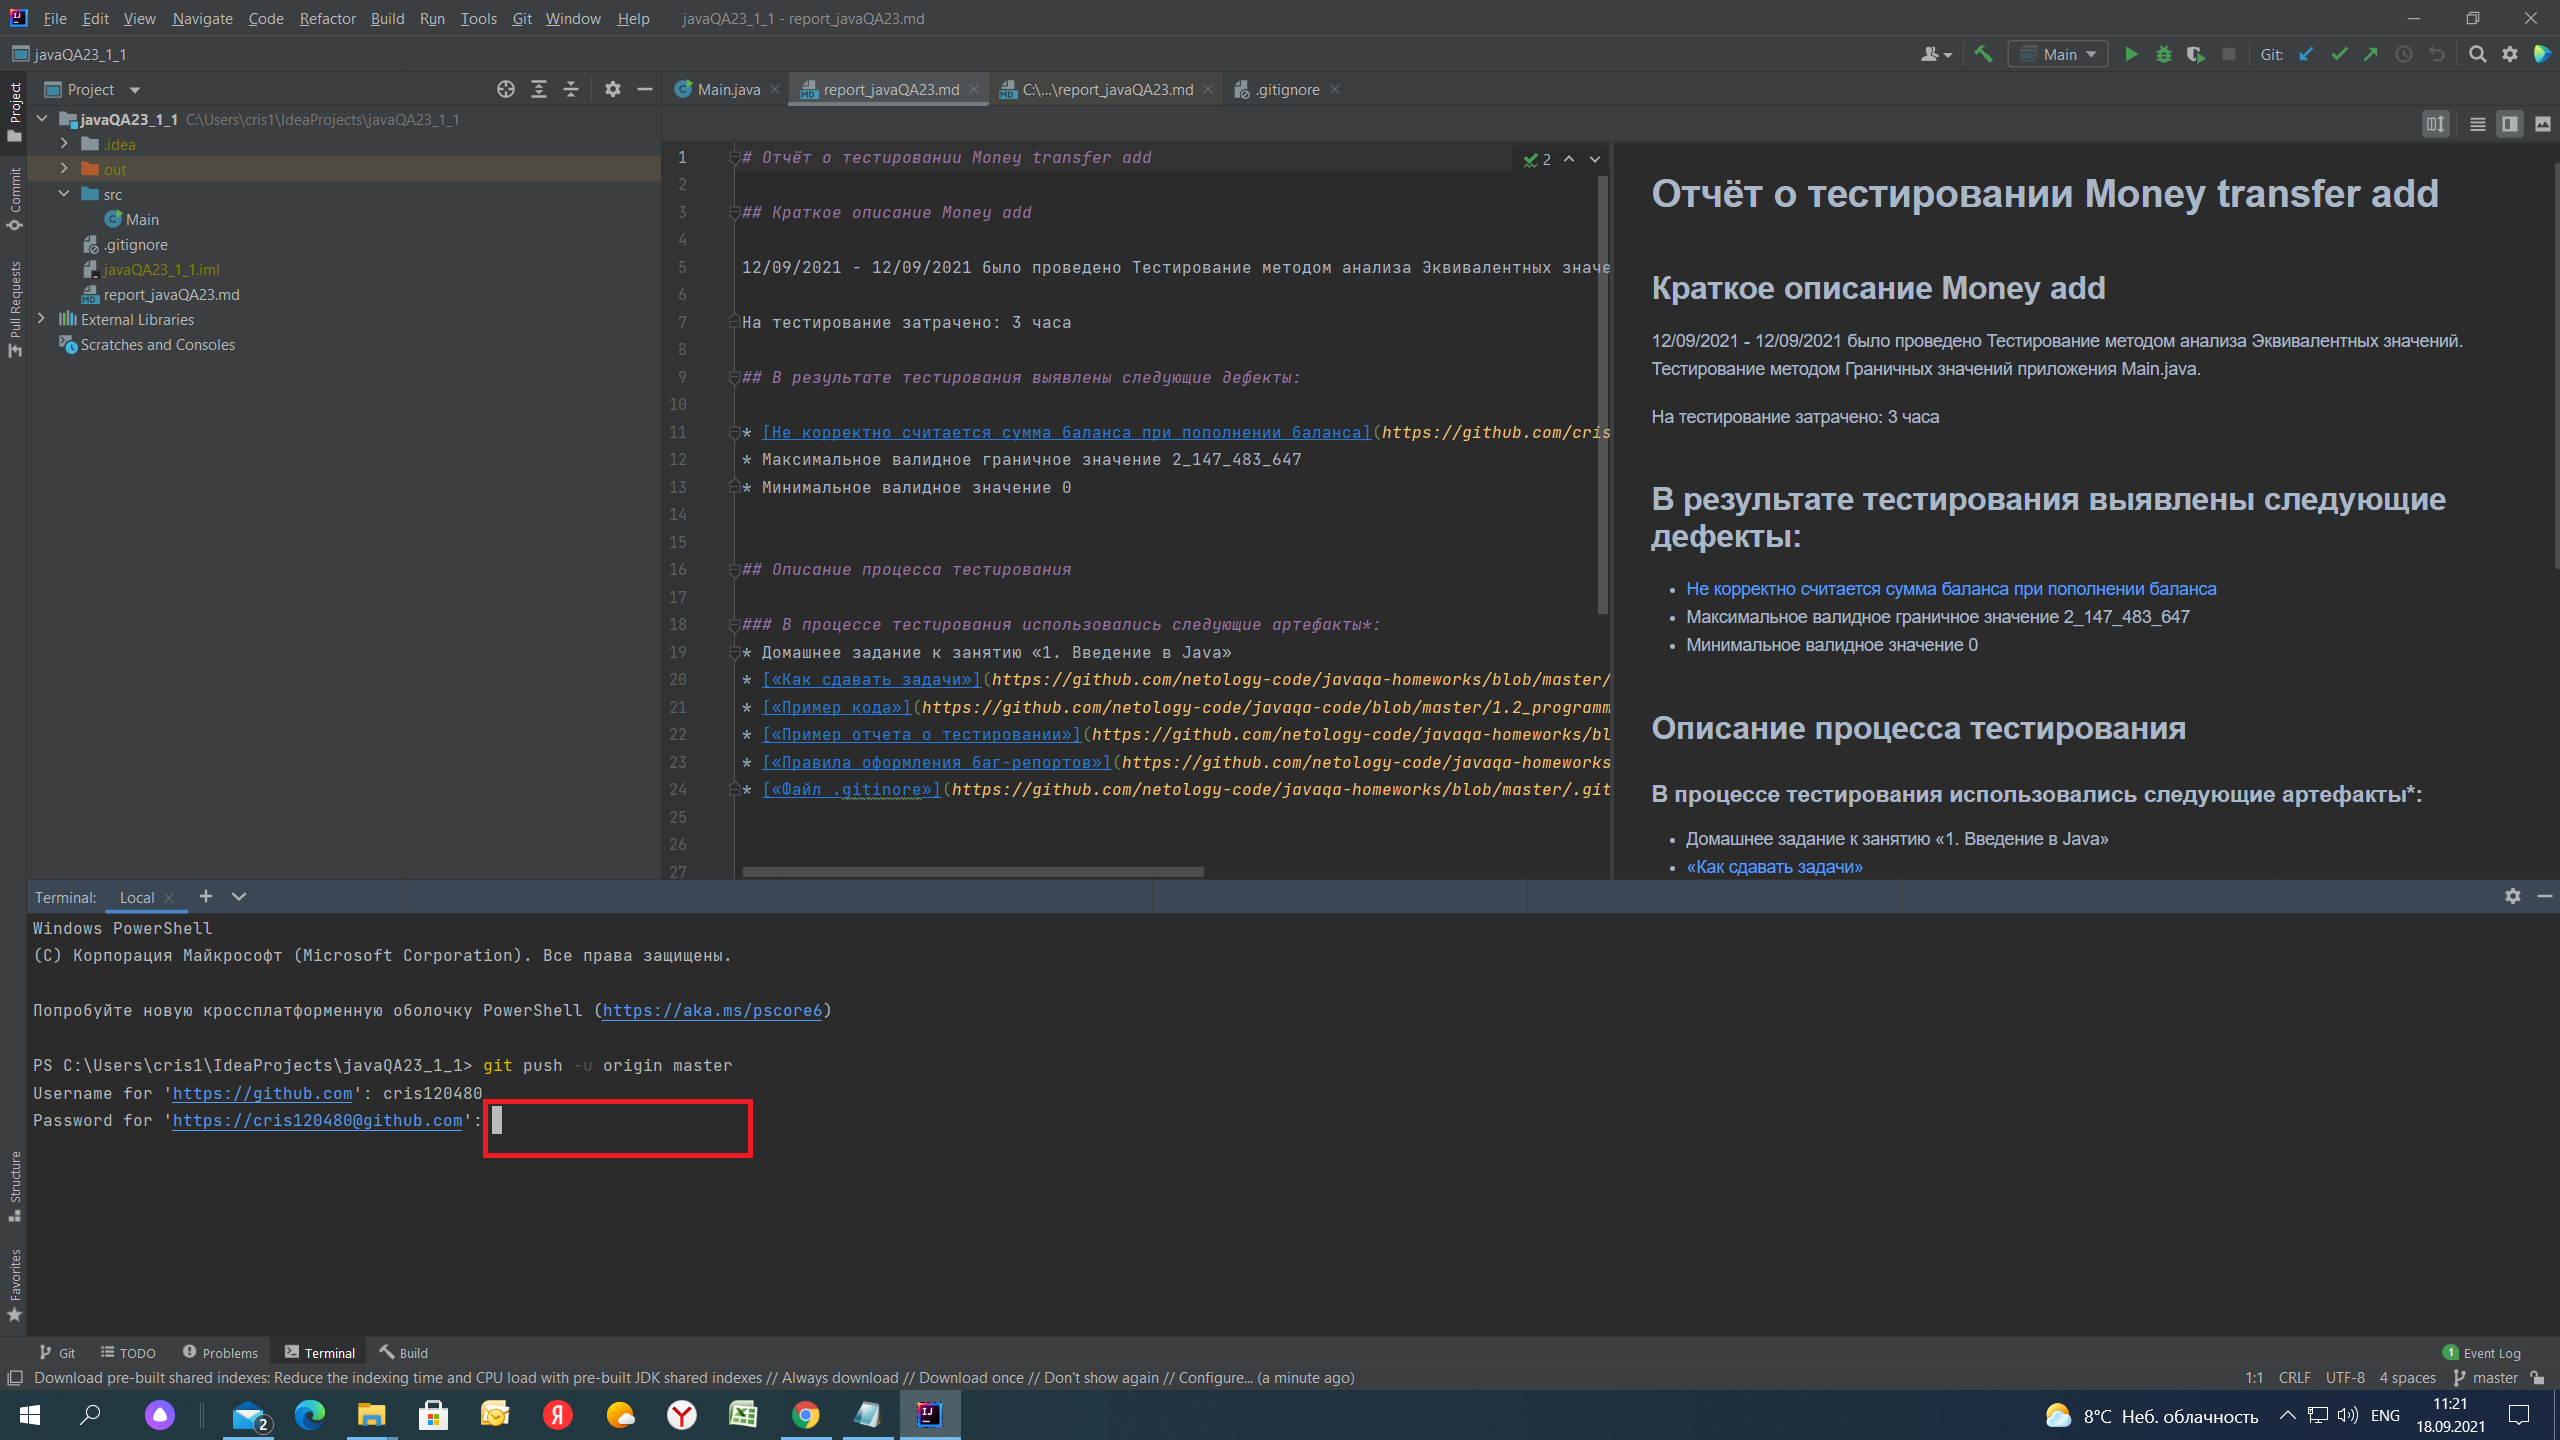 File Edit View Navigate Code Refactor Build Run Tools Git Window Help javaQA23_1_1 - report_javaQA23.md
javaQA23_1_1 Main Git:
Project Main.java report_javaQA23.md C:\...\report_javaQA23.md .gitignore
Project
Commit
Pull Requests
javaQA23_1_1 C:\Users\cris1\IdeaProjects\javaQA23_1_1
.idea
out
src
Main
.gitignore
javaQA23_1_1.iml
report_javaQA23.md
External Libraries
Scratches and Consoles
2
1 # Отчёт о тестировании Money transfer add
2
3 ## Краткое описание Money add
4
5 12/09/2021 - 12/09/2021 было проведено Тестирование методом анализа Эквивалентных значе
6
7 На тестирование затрачено: 3 часа
8
9 ## В результате тестирования выявлены следующие дефекты:
10
11 * [Не корректно считается сумма баланса при пополнении баланса](https://github.com/cris
12 * Максимальное валидное граничное значение 2_147_483_647
13 * Минимальное валидное значение 0
14
15
16 ## Описание процесса тестирования
17
18 ### В процессе тестирования использовались следующие артефакты*:
19 * Домашнее задание к занятию «1. Введение в Java»
20 * [«Как сдавать задачи»](https://github.com/netology-code/javaqa-homeworks/blob/master/
21 * [«Пример кода»](https://github.com/netology-code/javaqa-code/blob/master/1.2_programm
22 * [«Пример отчета о тестировании»](https://github.com/netology-code/javaqa-homeworks/bl
23 * [«Правила оформления баг-репортов»](https://github.com/netology-code/javaqa-homeworks
24 * [«Файл .gitinore»](https://github.com/netology-code/javaqa-homeworks/blob/master/.git
25
26
27
Отчёт о тестировании Money transfer add
Краткое описание Money add
12/09/2021 - 12/09/2021 было проведено Тестирование методом анализа Эквивалентных значений.
Тестирование методом Граничных значений приложения Main.java.
На тестирование затрачено: 3 часа
В результате тестирования выявлены следующие
дефекты:
• Не корректно считается сумма баланса при пополнении баланса
• Максимальное валидное граничное значение 2_147_483_647
• Минимальное валидное значение 0
Описание процесса тестирования
В процессе тестирования использовались следующие артефакты*:
• Домашнее задание к занятию «1. Введение в Java»
• «Как сдавать задачи»
Terminal: Local
Windows PowerShell
(C) Корпорация Майкрософт (Microsoft Corporation). Все права защищены.
Попробуйте новую кроссплатформенную оболочку PowerShell (https://aka.ms/pscore6)
PS C:\Users\cris1\IdeaProjects\javaQA23_1_1> git push -u origin master
Username for 'https://github.com': cris120480
Password for 'https://cris120480@github.com':
Structure
Favorites
Git TODO Problems Terminal Build 1 Event Log
Download pre-built shared indexes: Reduce the indexing time and CPU load with pre-built JDK shared indexes // Always download // Download once // Don't show again // Configure... (a minute ago) 1:1 CRLF UTF-8 4 spaces master
2 8°C Неб. облачность ENG 11:21
18.09.2021